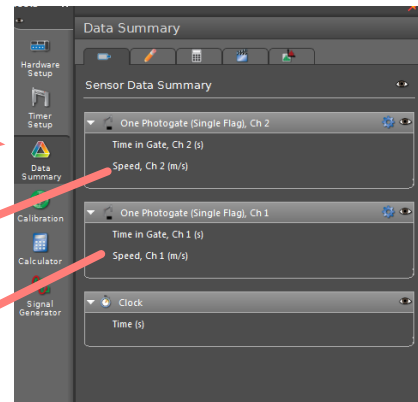 Data Summary
Hardware
Setup
Timer
Setup
Data
Summary
Calibration
Calculator
Signal
Generator
Sensor Data Summary
One Photogate (Single Flag), Ch 2
Time in Gate, Ch 2 (s)
Speed, Ch 2 (m/s)
One Photogate (Single Flag), Ch 1
Time in Gate, Ch 1 (s)
Speed, Ch 1 (m/s)
Clock
Time (s)